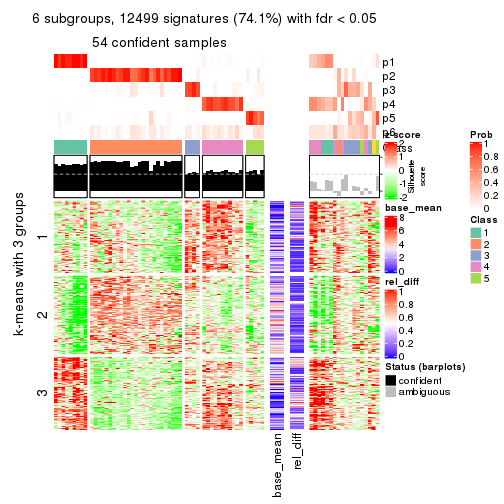 6 subgroups, 12499 signatures (74.1%) with fdr < 0.05
54 confident samples
p1
p2
p3
p4
p5
p6
Class
Silhouette
score
k-means with 3 groups
1
2
3
base_mean
rel_diff
z-score
2
1
0
-1
-2
base_mean
8
6
4
2
0
rel_diff
1
0.8
0.6
0.4
0.2
0
Status (barplots)
confident
ambiguous
Prob
1
0.8
0.6
0.4
0.2
0
Class
1
2
3
4
5